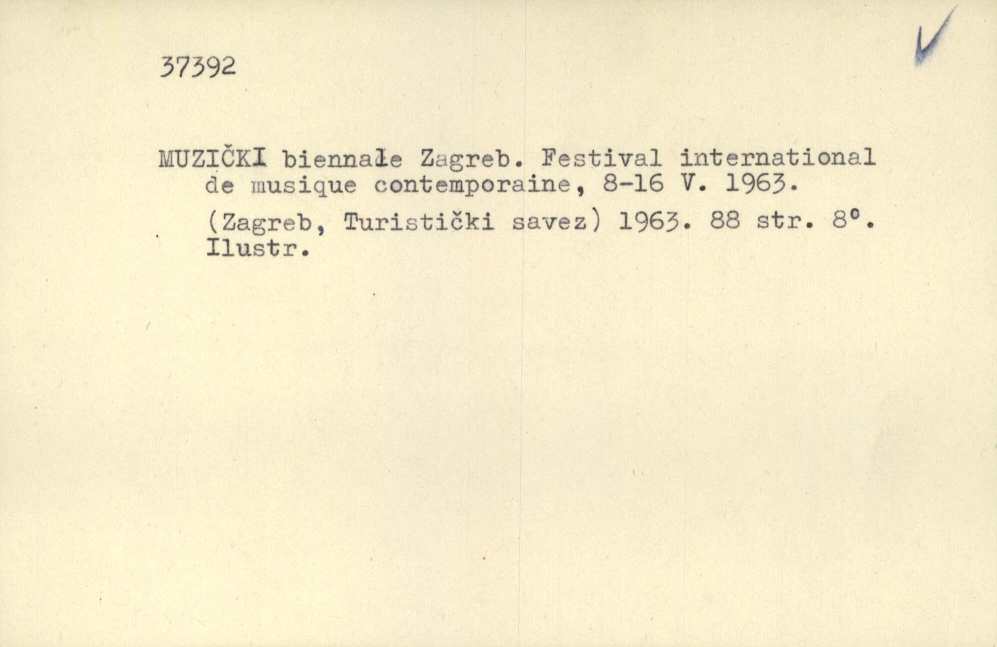 37392
MUZIČKI biennale Zagreb. Festival international
de musique contemporaine, 8-16 V. 1963.
(Zagreb, Turistički savez) 1963. 88 str. 8°.
Ilustr.